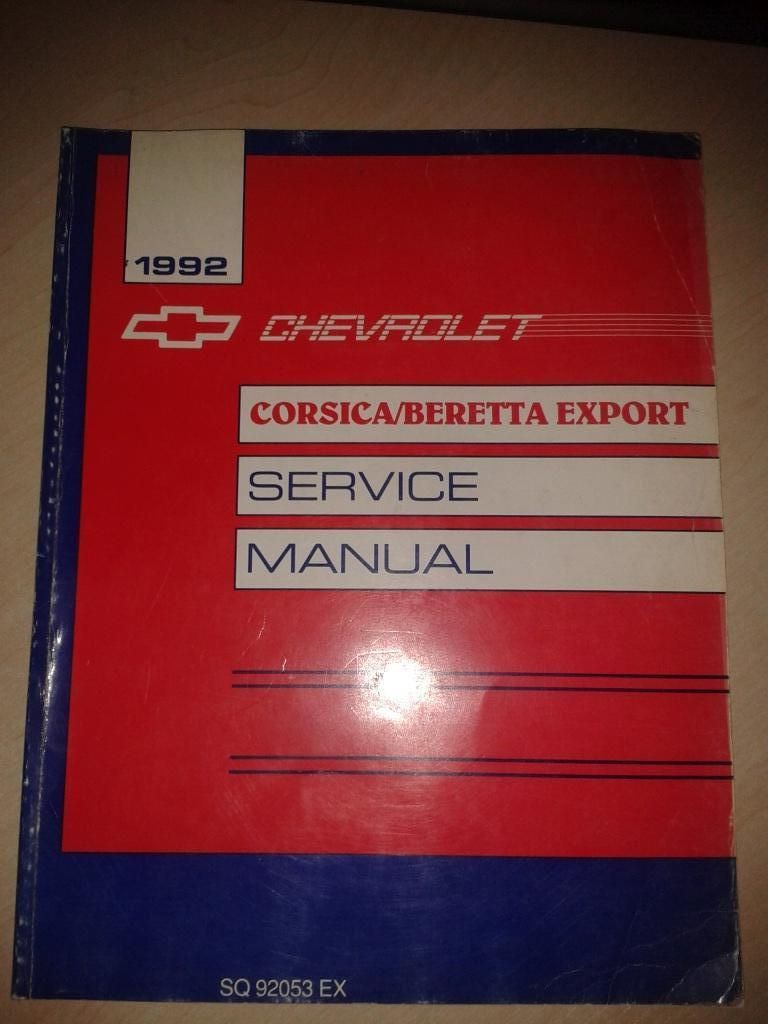 1992
CHEVROLET
CORSICA/BERETTA EXPORT
SERVICE
MANUAL
SQ 92053 EX